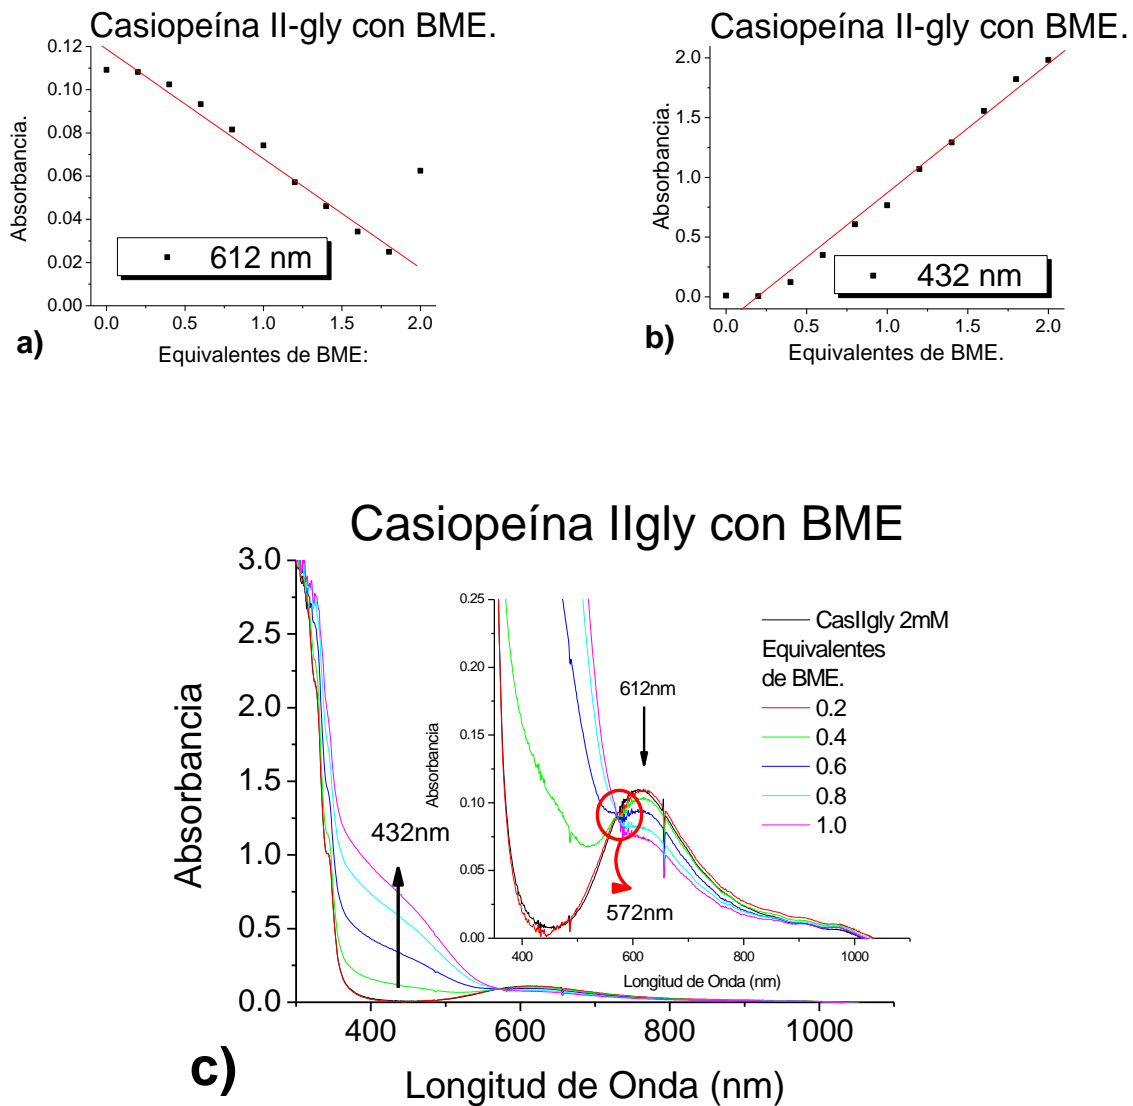 Casiopeína II-gly con BME.
0.12
0.10
0.08
0.06
0.04
0.02
0.00
Absorbancia.
612 nm
0.0 0.5 1.0 1.5 2.0
Equivalentes de BME:
a)
Casiopeína II-gly con BME.
2.0
1.5
1.0
0.5
0.0
Absorbancia.
432 nm
0.0 0.5 1.0 1.5 2.0
Equivalentes de BME.
b)
Casiopeína IIgly con BME
3.0
2.5
2.0
1.5
1.0
0.5
0.0
Absorbancia
432nm
400 600 800 1000
Longitud de Onda (nm)
c)
0.25
0.20
0.15
0.10
0.05
0.00
Absorbancia
612nm
572nm
400 600 800 1000
Longitud de Onda (nm)
CasIIgly 2mM
Equivalentes
de BME.
0.2
0.4
0.6
0.8
1.0